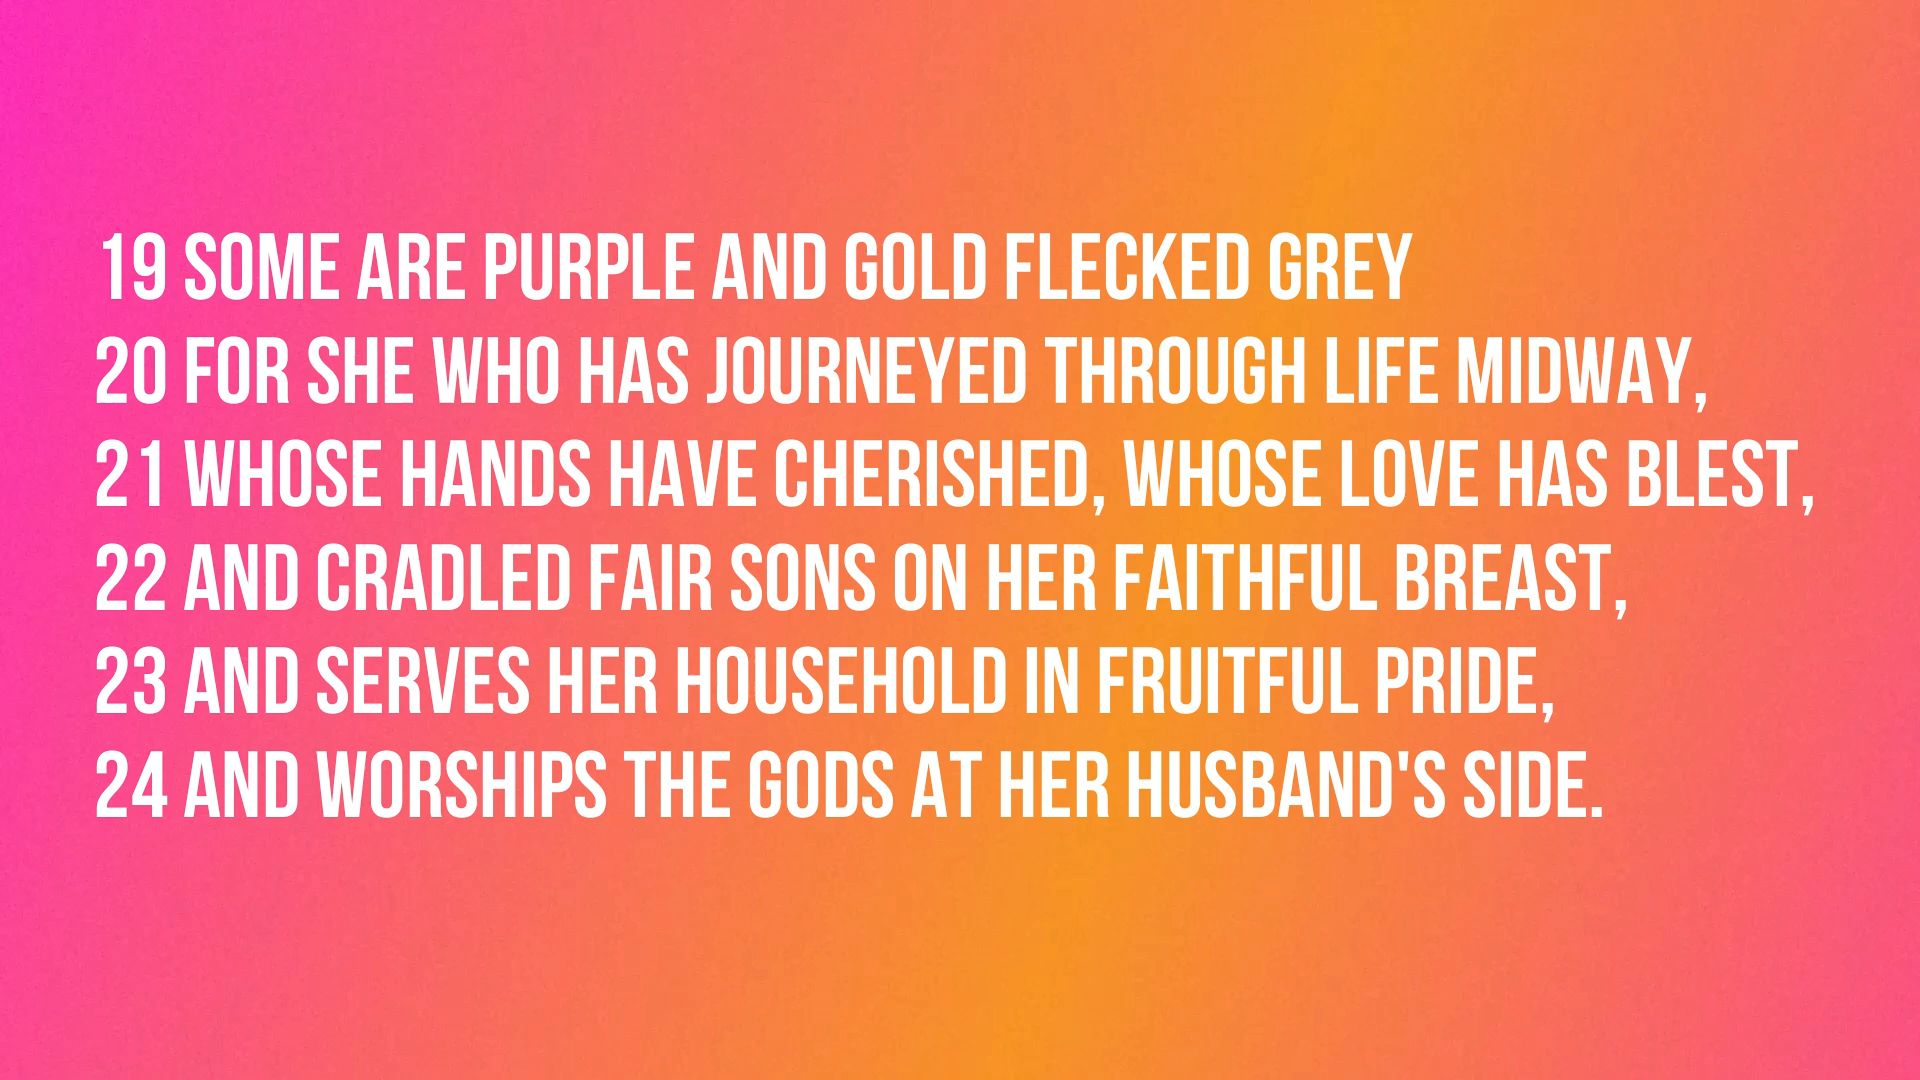 19 SOME ARE PURPLE AND GOLD FLECKED GREY
20 FOR SHE WHO HAS JOURNEYED THROUGH LIFE MIDWAY,
21 WHOSE HANDS HAVE CHERISHED, WHOSE LOVE HAS BLEST,
22 AND CRADLED FAIR SONS ON HER FAITHFUL BREAST,
23 AND SERVES HER HOUSEHOLD IN FRUITFUL PRIDE,
24 AND WORSHIPS THE GODS AT HER HUSBAND'S SIDE.